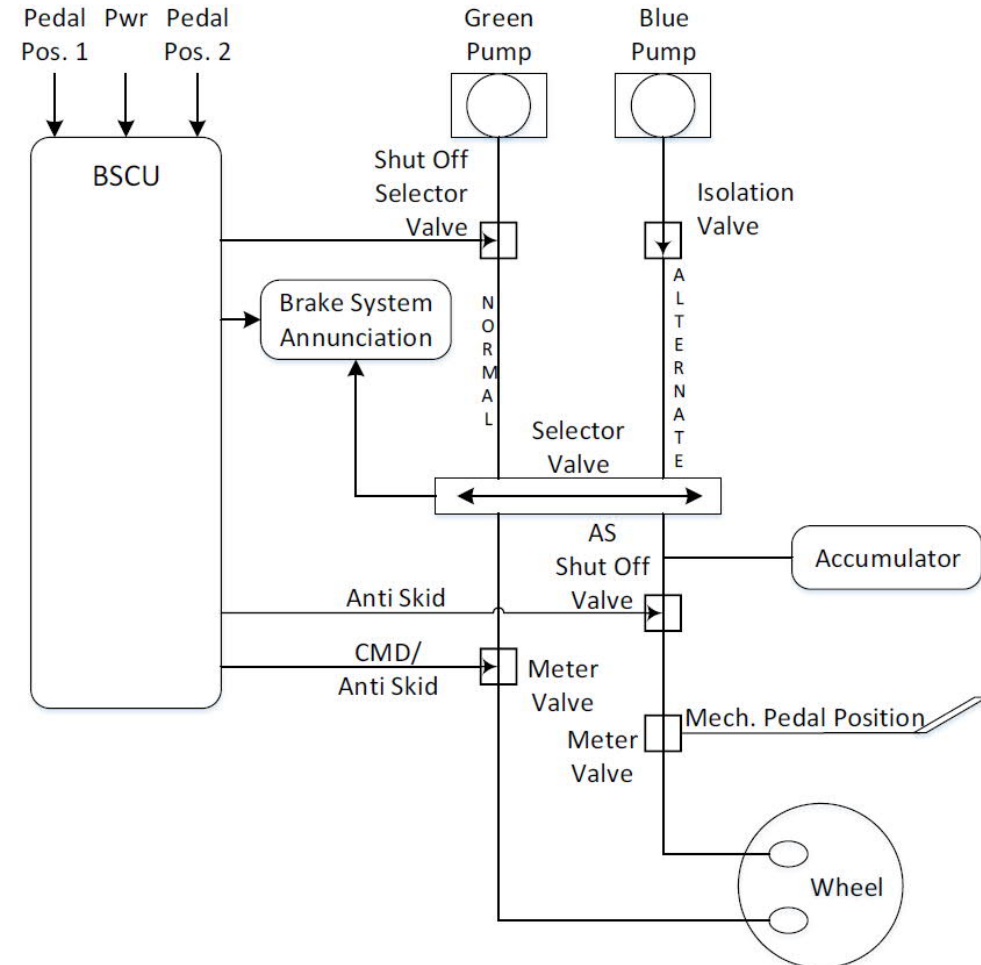 Pedal Pos. 1
Pwr
Pedal Pos. 2
Green
Pump
Blue
Pump
BSCU
Shut Off
Selector
Valve
Isolation
Valve
Brake System
Annunciation
NORMAL
ALTERNATE
Selector
Valve
AS
Shut Off
Valve
Accumulator
Anti Skid
CMD/
Anti Skid
Meter
Valve
Mech. Pedal Position
Meter
Valve
Wheel